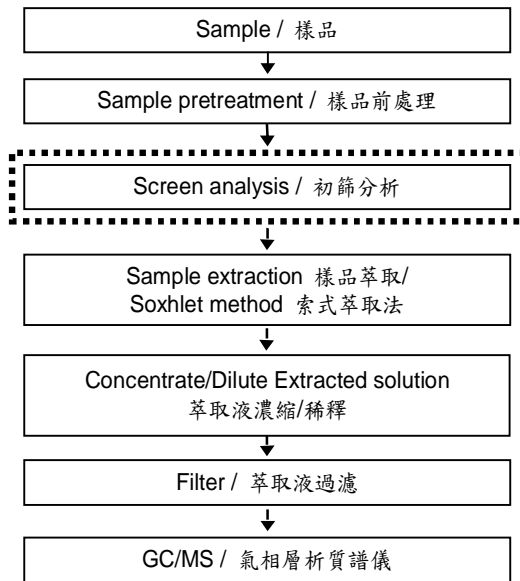 Sample / 樣品
Sample pretreatment / 樣品前處理
Screen analysis / 初篩分析
Sample extraction 樣品萃取/
Soxhlet method 索式萃取法
Concentrate/Dilute Extracted solution
萃取液濃縮/稀釋
Filter / 萃取液過濾
GC/MS / 氣相層析質譜儀